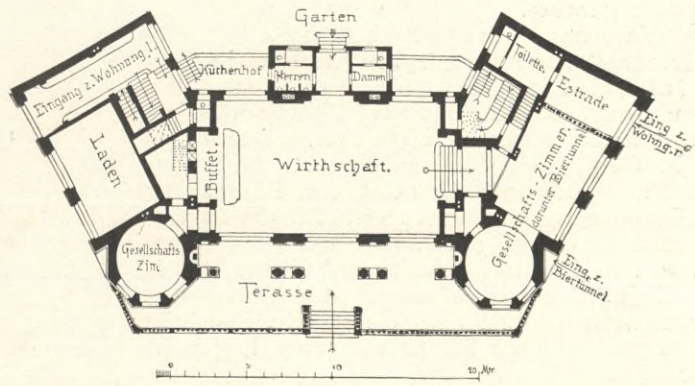 Garten
Eingang z. Wohnung l.
Küchenhof
Herren
Damen
Toilette
Estrade
Eing z.
Wohng. r
Laden
Buffet.
Wirthschaft.
Gesellschafts-Zimmer.
darunter Biertunnel
Gesellschafts
Zim.
Terasse
Eing. z.
Biertunnel
0 5 10 20 Mtr.